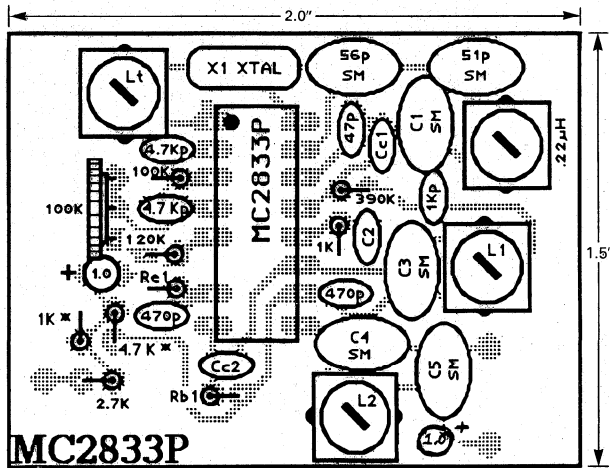 2.0"
X1 XTAL
56p
SM
51p
SM
Lt
MC2833P
4.7Kp
100K
47p
Cc1
C1
SM
.22µH
100K
4.7Kp
390K
1Kp
120K
1K
C2
C3
SM
L1
1.5"
+
1.0
Re1
470p
470p
1K *
4.7K *
C4
SM
Cc2
C5
SM
2.7K
Rb1
L2
+
1.0
MC2833P